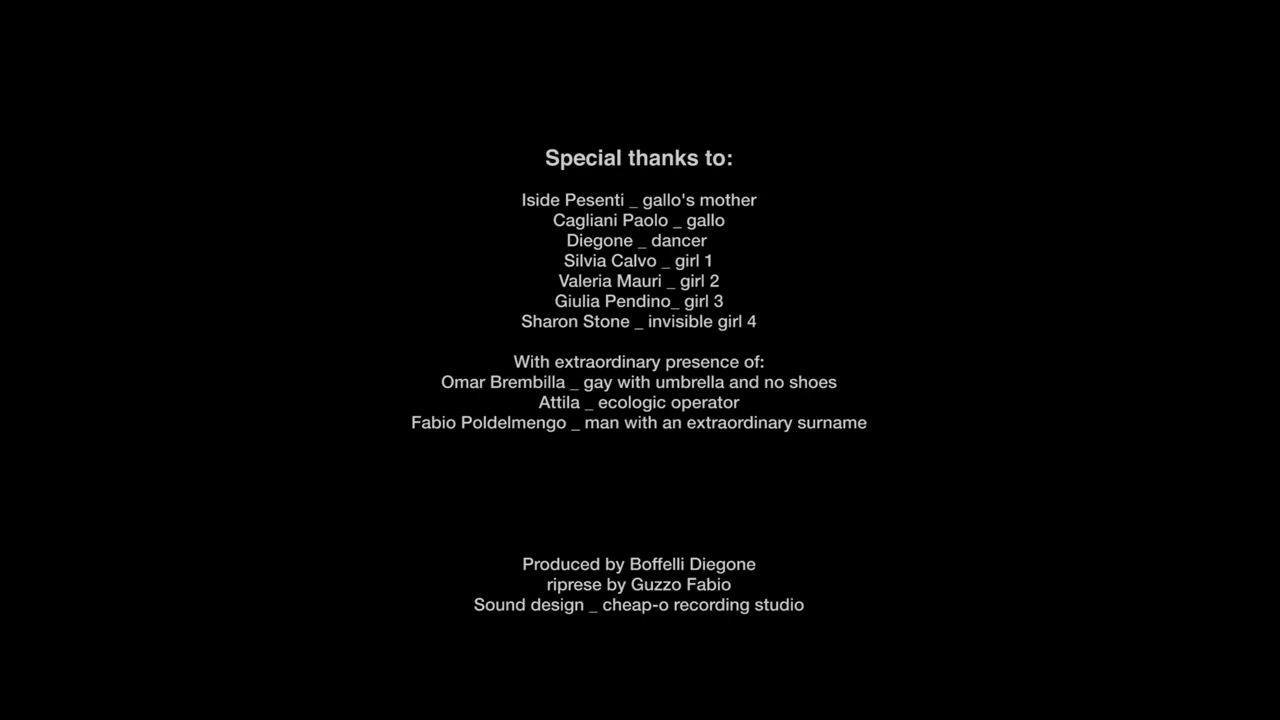 Special thanks to:
Iside Pesenti _ gallo's mother
Cagliani Paolo _ gallo
Diegone _ dancer
Silvia Calvo _ girl 1
Valeria Mauri _ girl 2
Giulia Pendino_ girl 3
Sharon Stone _ invisible girl 4
With extraordinary presence of:
Omar Brembilla _ gay with umbrella and no shoes
Attila _ ecologic operator
Fabio Poldelmengo _ man with an extraordinary surname
Produced by Boffelli Diegone
riprese by Guzzo Fabio
Sound design _ cheap-o recording studio